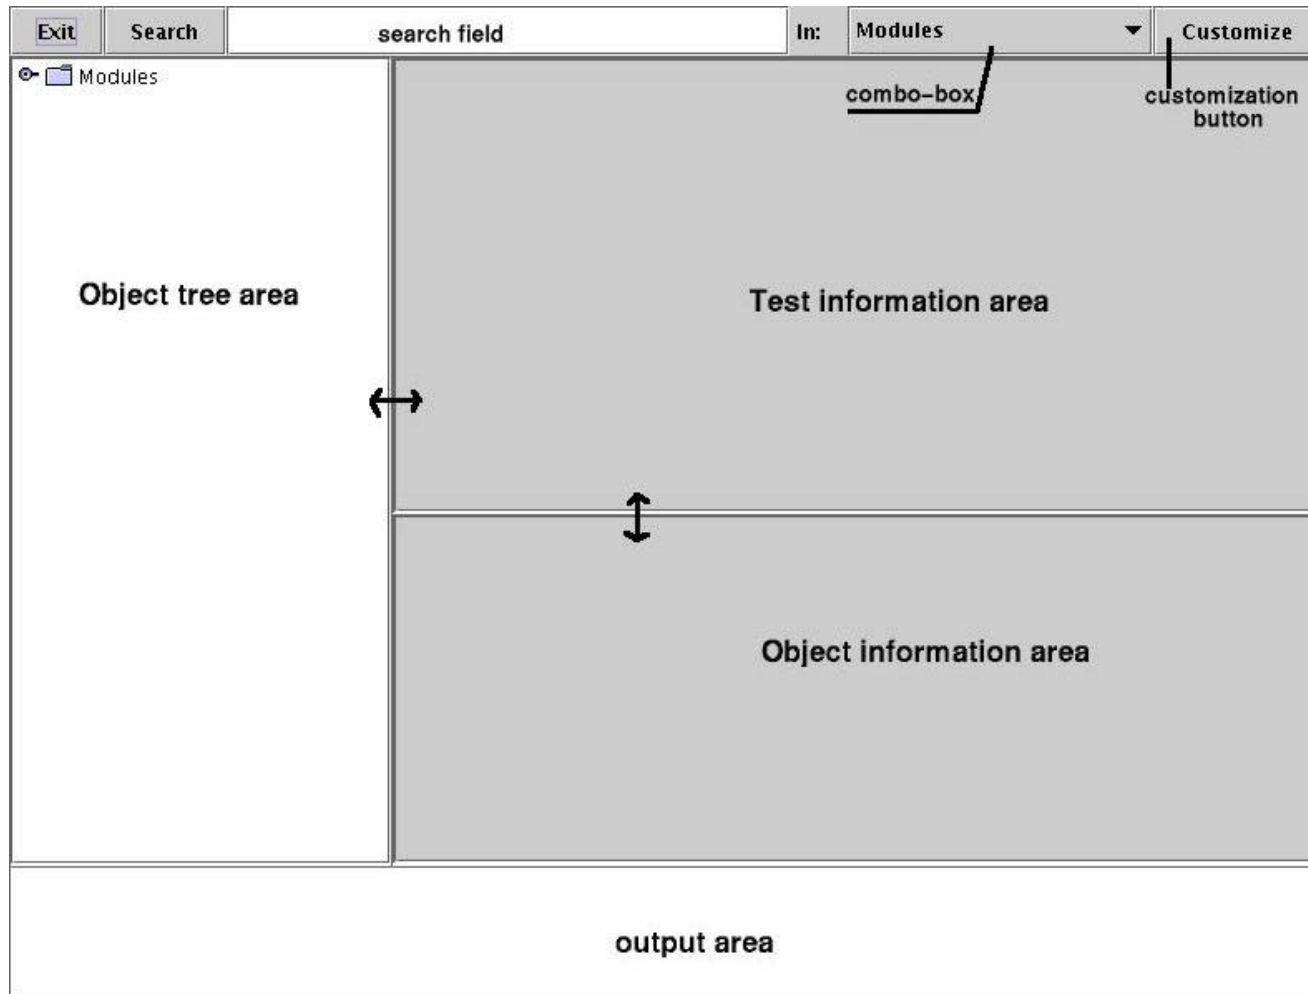 Exit Search search field In: Modules Customize
Modules
combo-box
customization
button
Object tree area
Test information area
Object information area
output area